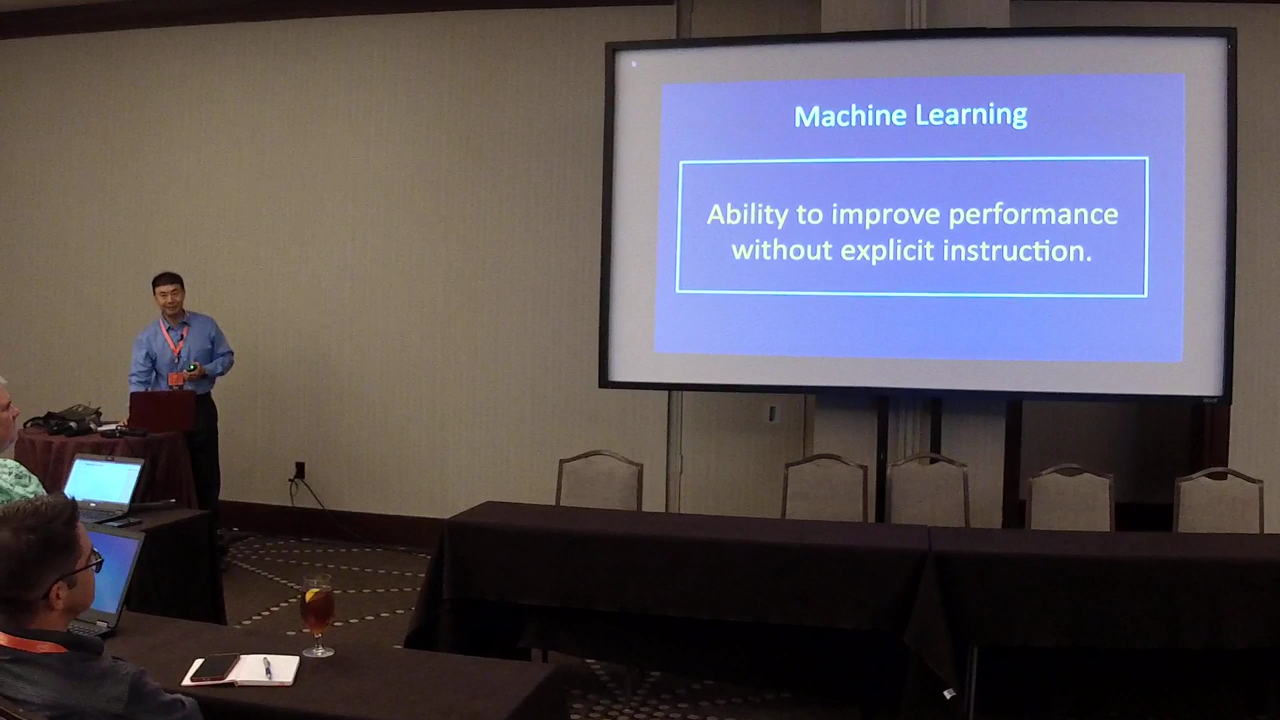 Machine Learning
Ability to improve performance
without explicit instruction.